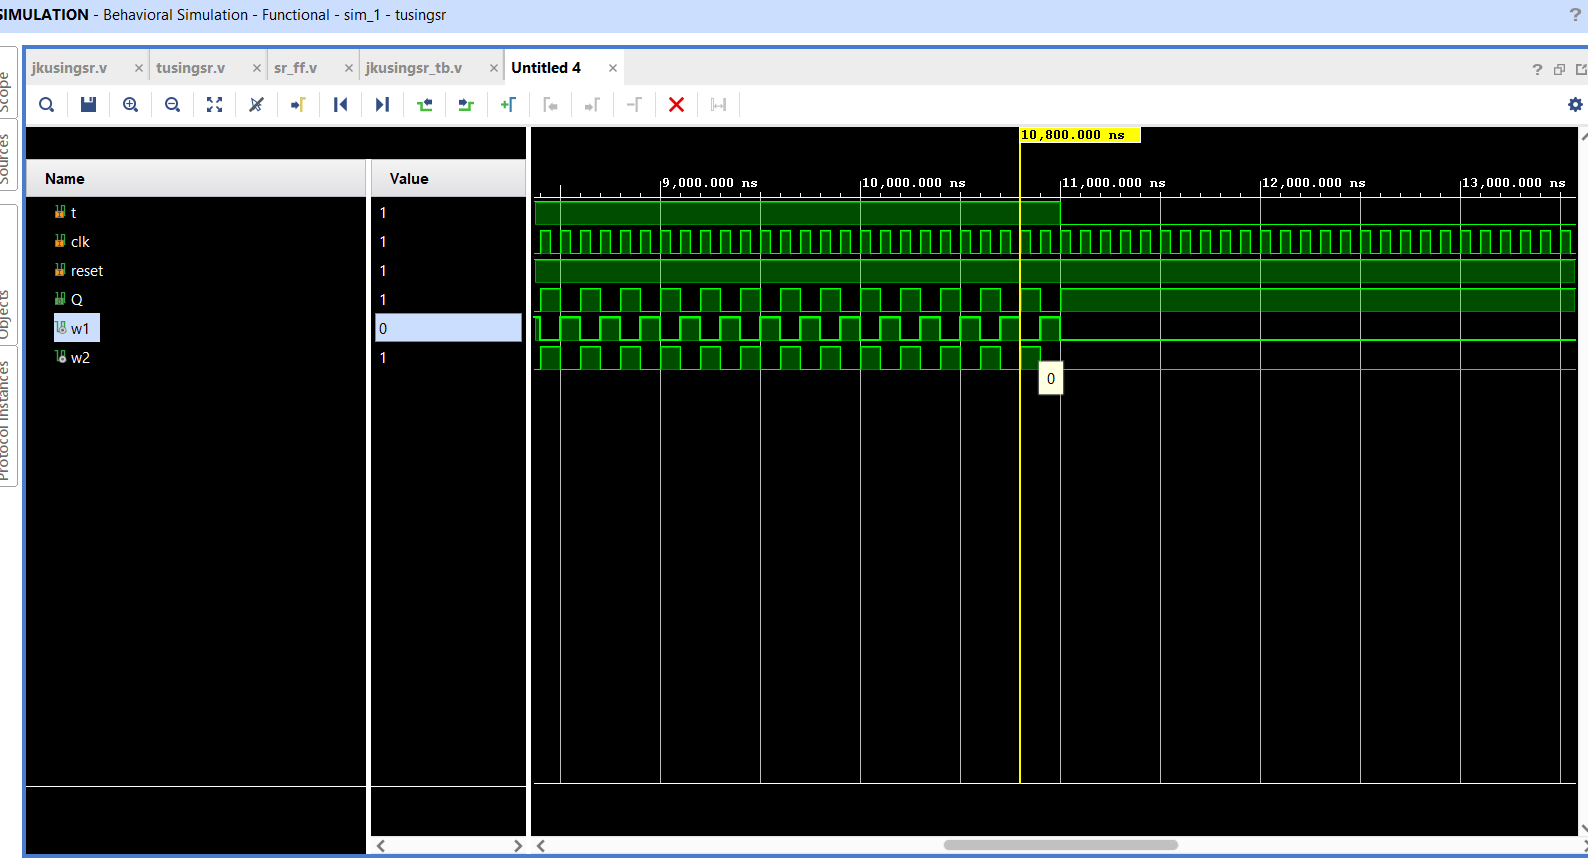 SIMULATION - Behavioral Simulation - Functional - sim_1 - tusingsr
?
jkusingsr.v
tusingsr.v
sr_ff.v
jkusingsr_tb.v
Untitled 4
?
Scope
Sources
Objects
Protocol Instances
10,800.000 ns
9,000.000 ns
10,000.000 ns
11,000.000 ns
12,000.000 ns
13,000.000 ns
Name
Value
t
1
clk
1
reset
1
Q
1
w1
0
w2
1
0